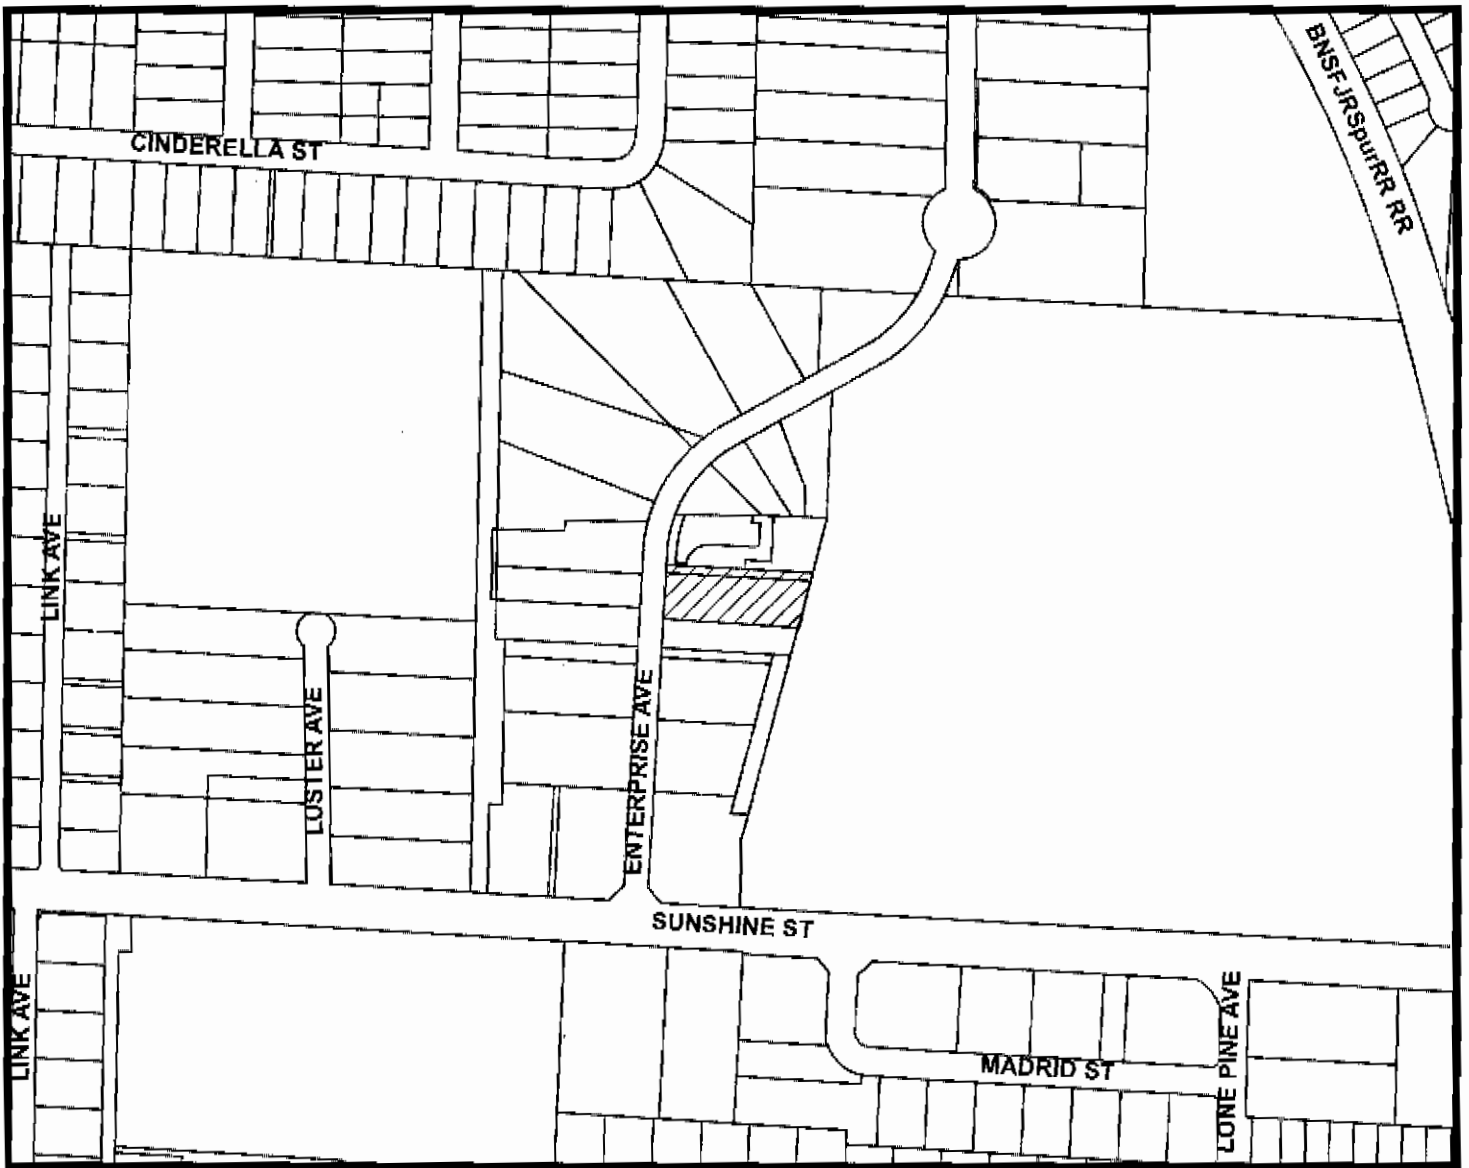 BNSFJRSpurRR RR
CINDERELLA ST
LINK AVE
LUSTER AVE
ENTERPRISE AVE
SUNSHINE ST
LINK AVE
MADRID ST
LONE PINE AVE